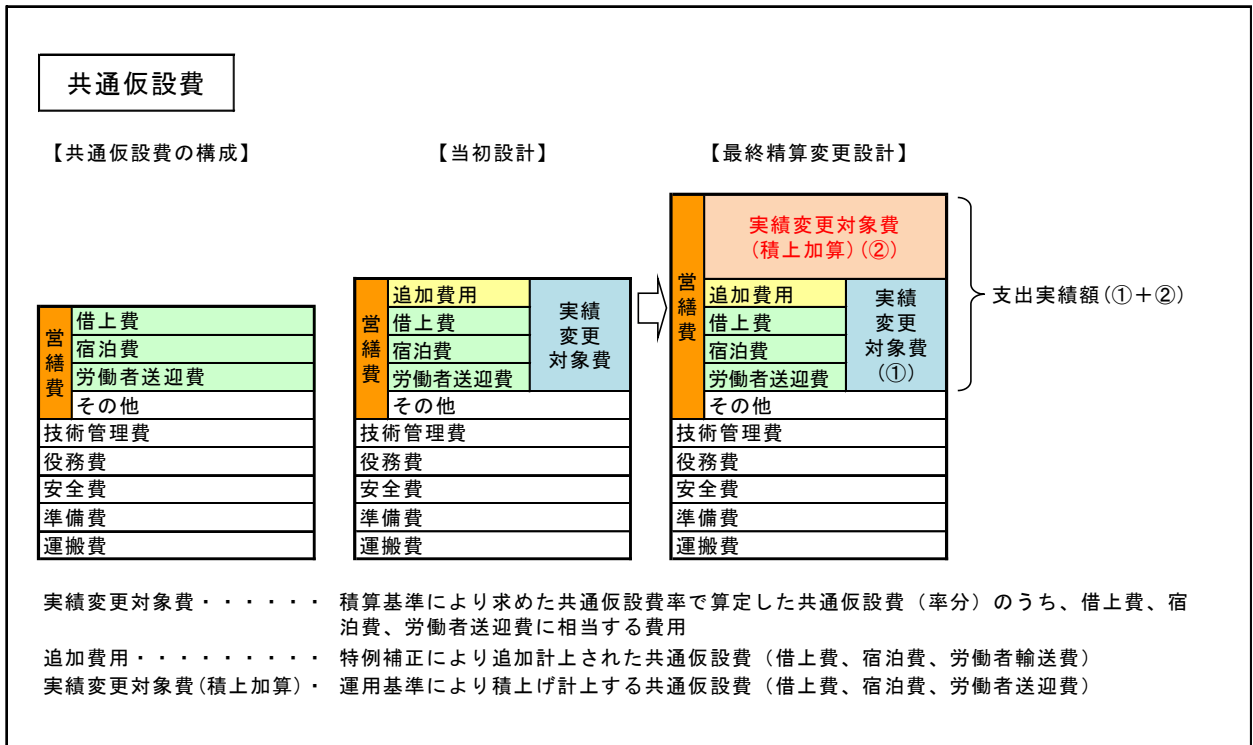 共通仮設費
【共通仮設費の構成】
【当初設計】
【最終精算変更設計】
営繕費
借上費
宿泊費
労働者送迎費
その他
技術管理費
役務費
安全費
準備費
運搬費
営繕費
追加費用
借上費
宿泊費
労働者送迎費
実績
変更
対象費
その他
技術管理費
役務費
安全費
準備費
運搬費
営繕費
実績変更対象費
(積上加算)(②)
追加費用
借上費
宿泊費
労働者送迎費
実績
変更
対象費
(①)
その他
技術管理費
役務費
安全費
準備費
運搬費
支出実績額(①+②)
実績変更対象費・・・・・・ 積算基準により求めた共通仮設費率で算定した共通仮設費（率分）のうち、借上費、宿
泊費、労働者送迎費に相当する費用
追加費用・・・・・・・・・ 特例補正により追加計上された共通仮設費（借上費、宿泊費、労働者輸送費）
実績変更対象費(積上加算)・ 運用基準により積上げ計上する共通仮設費（借上費、宿泊費、労働者送迎費）